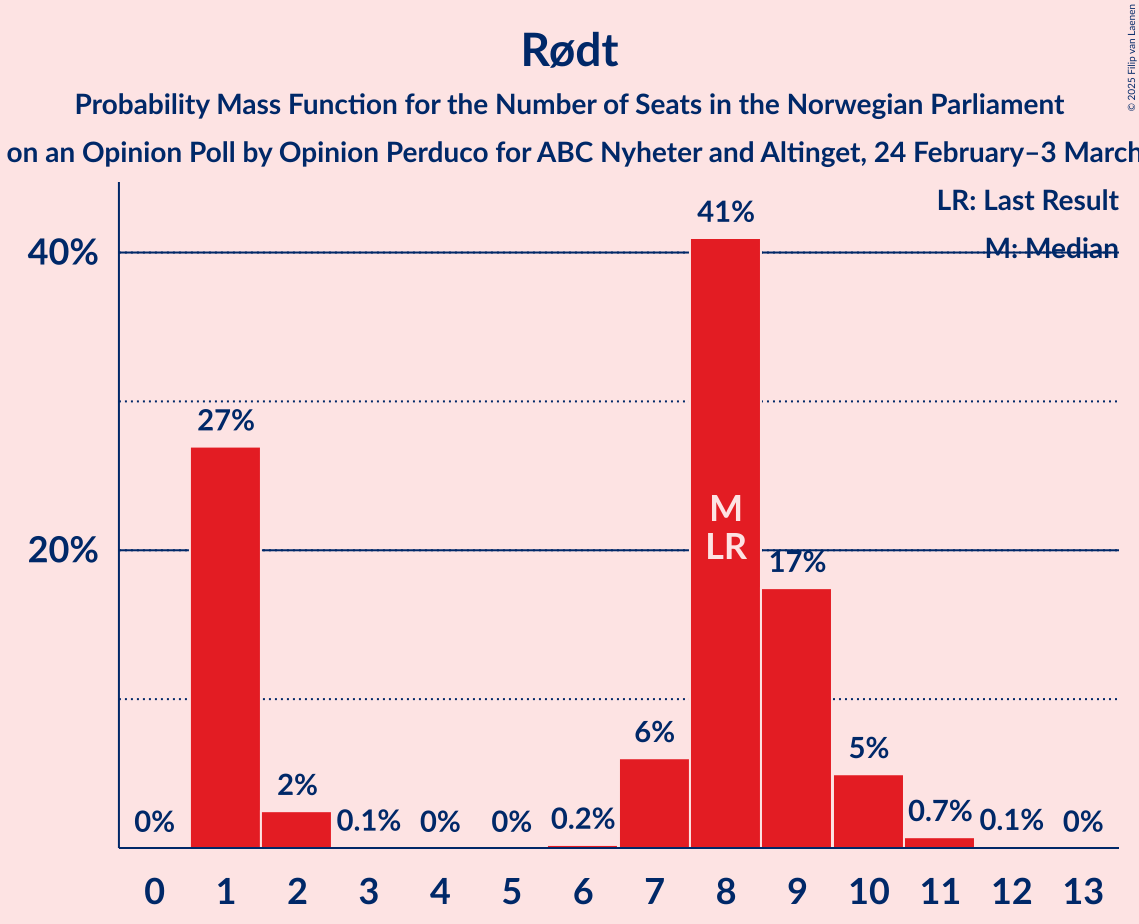 Rødt
Probability Mass Function for the Number of Seats in the Norwegian Parliament
on an Opinion Poll by Opinion Perduco for ABC Nyheter and Altinget, 24 February–3 March
© 2025 Filip van Laenen
LR: Last Result
M: Median
40%
20%
0%
27%
2%
0.1%
0%
0%
0.2%
6%
41%
M
LR
17%
5%
0.7%
0.1%
0%
0 1 2 3 4 5 6 7 8 9 10 11 12 13